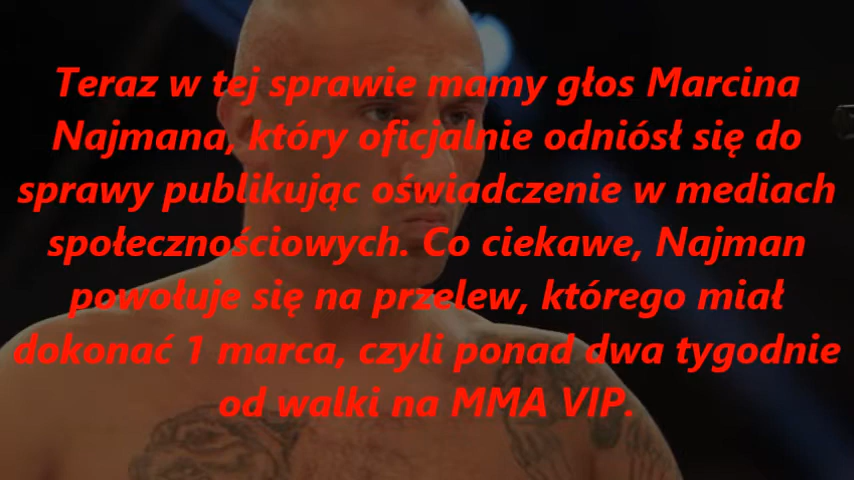 Teraz w tej sprawie mamy głos Marcina
Najmana, który oficjalnie odniósł się do
sprawy publikując oświadczenie w mediach
społecznościowych. Co ciekawe, Najman
powołuje się na przelew, którego miał
dokonać 1 marca, czyli ponad dwa tygodnie
od walki na MMA VIP.